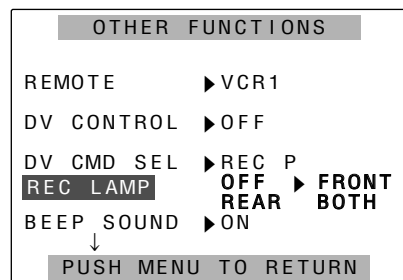 OTHER FUNCTIONS
REMOTE ▶VCR1
DV CONTROL ▶OFF
DV CMD SEL ▶REC P
REC LAMP OFF ▶ FRONT
REAR BOTH
BEEP SOUND ▶ON
↓
PUSH MENU TO RETURN